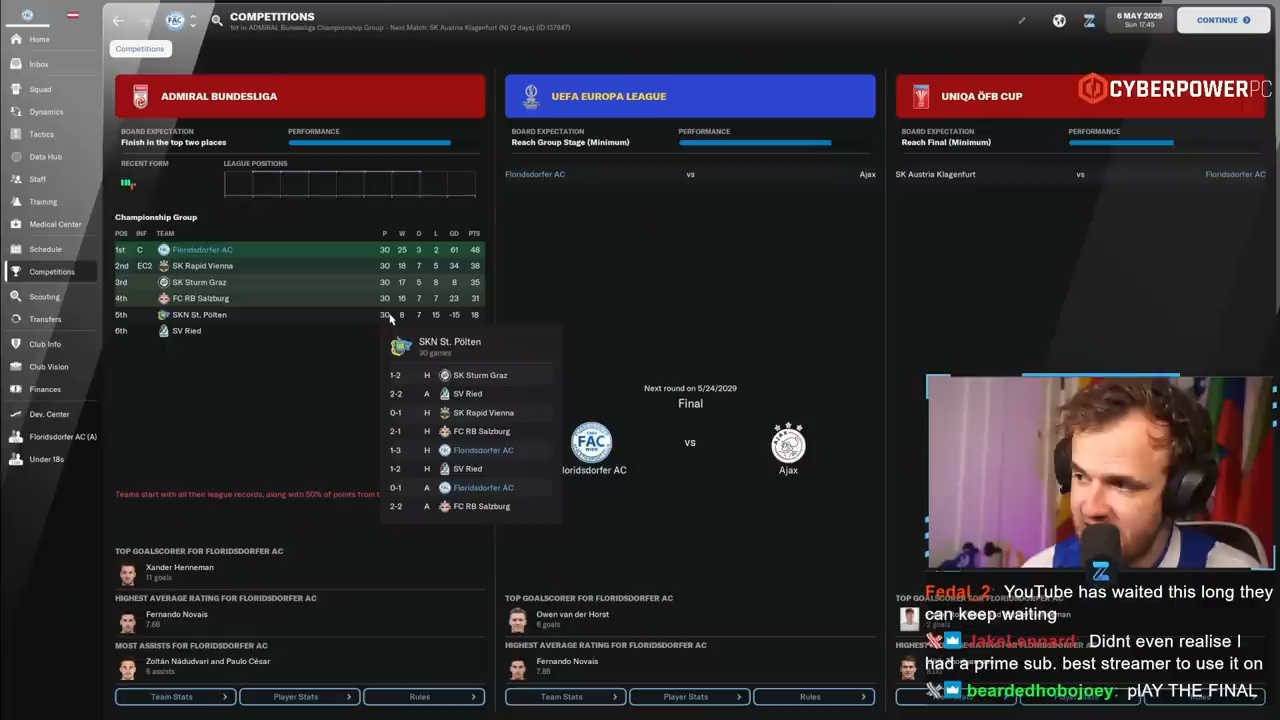 COMPETITIONS
1st in ADMIRAL Bundesliga Championship Group - Next Match: SK Austria Klagenfurt (N) (2 days) (ID:137947)
6 MAY 2029
Sun 17:45
CONTINUE
Competitions
Home
Inbox
Squad
Dynamics
Tactics
Data Hub
Staff
Training
Medical Center
Schedule
Competitions
Scouting
Transfers
Club Info
Club Vision
Finances
Dev. Center
Floridsdorfer AC (A)
Under 18s
CYBERPOWERPC
ADMIRAL BUNDESLIGA
BOARD EXPECTATION
Finish in the top two places
PERFORMANCE
RECENT FORM
LEAGUE POSITIONS
Championship Group
POS INF TEAM P W D L GD PTS
1st C Floridsdorfer AC 30 25 3 2 61 48
2nd EC2 SK Rapid Vienna 30 18 7 5 34 38
3rd SK Sturm Graz 30 17 5 8 8 35
4th FC RB Salzburg 30 16 7 7 23 31
5th SKN St. Pölten 30 8 7 15 -15 18
6th SV Ried
SKN St. Pölten
30 games
1-2 H SK Sturm Graz
2-2 A SV Ried
0-1 H SK Rapid Vienna
2-1 H FC RB Salzburg
1-3 H Floridsdorfer AC
1-2 H SV Ried
0-1 A Floridsdorfer AC
2-2 A FC RB Salzburg
Teams start with all their league records, along with 50% of points from t
TOP GOALSCORER FOR FLORIDSDORFER AC
Xander Henneman
11 goals
HIGHEST AVERAGE RATING FOR FLORIDSDORFER AC
Fernando Novais
7.68
MOST ASSISTS FOR FLORIDSDORFER AC
Zoltán Nádudvari and Paulo César
6 assists
Team Stats
Player Stats
Rules
UEFA EUROPA LEAGUE
BOARD EXPECTATION
Reach Group Stage (Minimum)
PERFORMANCE
Floridsdorfer AC vs Ajax
Next round on 5/24/2029
Final
FAC
WIEN
vs
loridsdorfer AC
Ajax
TOP GOALSCORER FOR FLORIDSDORFER AC
Owen van der Horst
6 goals
HIGHEST AVERAGE RATING FOR FLORIDSDORFER AC
Fernando Novais
7.86
Team Stats
Player Stats
Rules
UNIQA ÖFB CUP
BOARD EXPECTATION
Reach Final (Minimum)
PERFORMANCE
SK Austria Klagenfurt vs Floridsdorfer AC
Fedal_2: YouTube has waited this long they
can keep waiting
JakeLennard: Didnt even realise I
had a prime sub. best streamer to use it on
beardedhobojoey: plAY THE FINAL